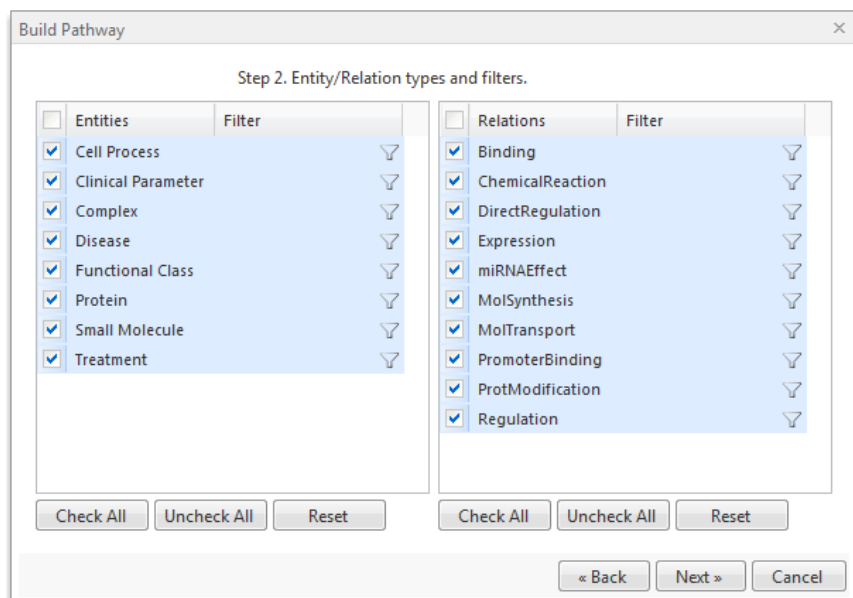 Build Pathway
Step 2. Entity/Relation types and filters.
Entities Filter
Cell Process
Clinical Parameter
Complex
Disease
Functional Class
Protein
Small Molecule
Treatment
Check All Uncheck All Reset
Relations Filter
Binding
ChemicalReaction
DirectRegulation
Expression
miRNAEffect
MolSynthesis
MolTransport
PromoterBinding
ProtModification
Regulation
Check All Uncheck All Reset
« Back Next » Cancel